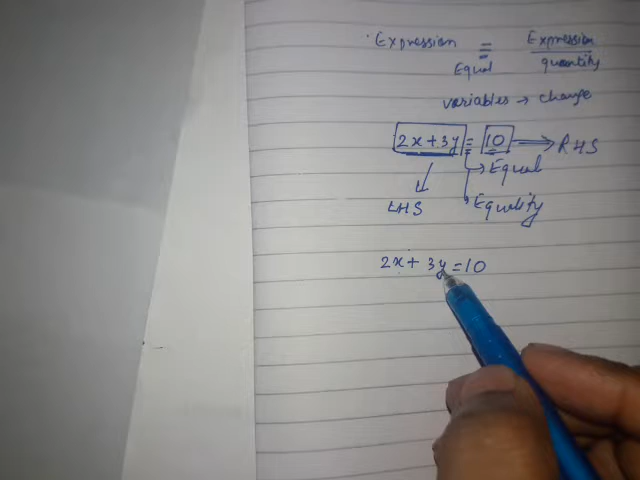 Expression = Expression
Equal quantity
variables → change
2x+3y = 10 → RHS
→ Equal
LHS Equality
2x + 3y = 10